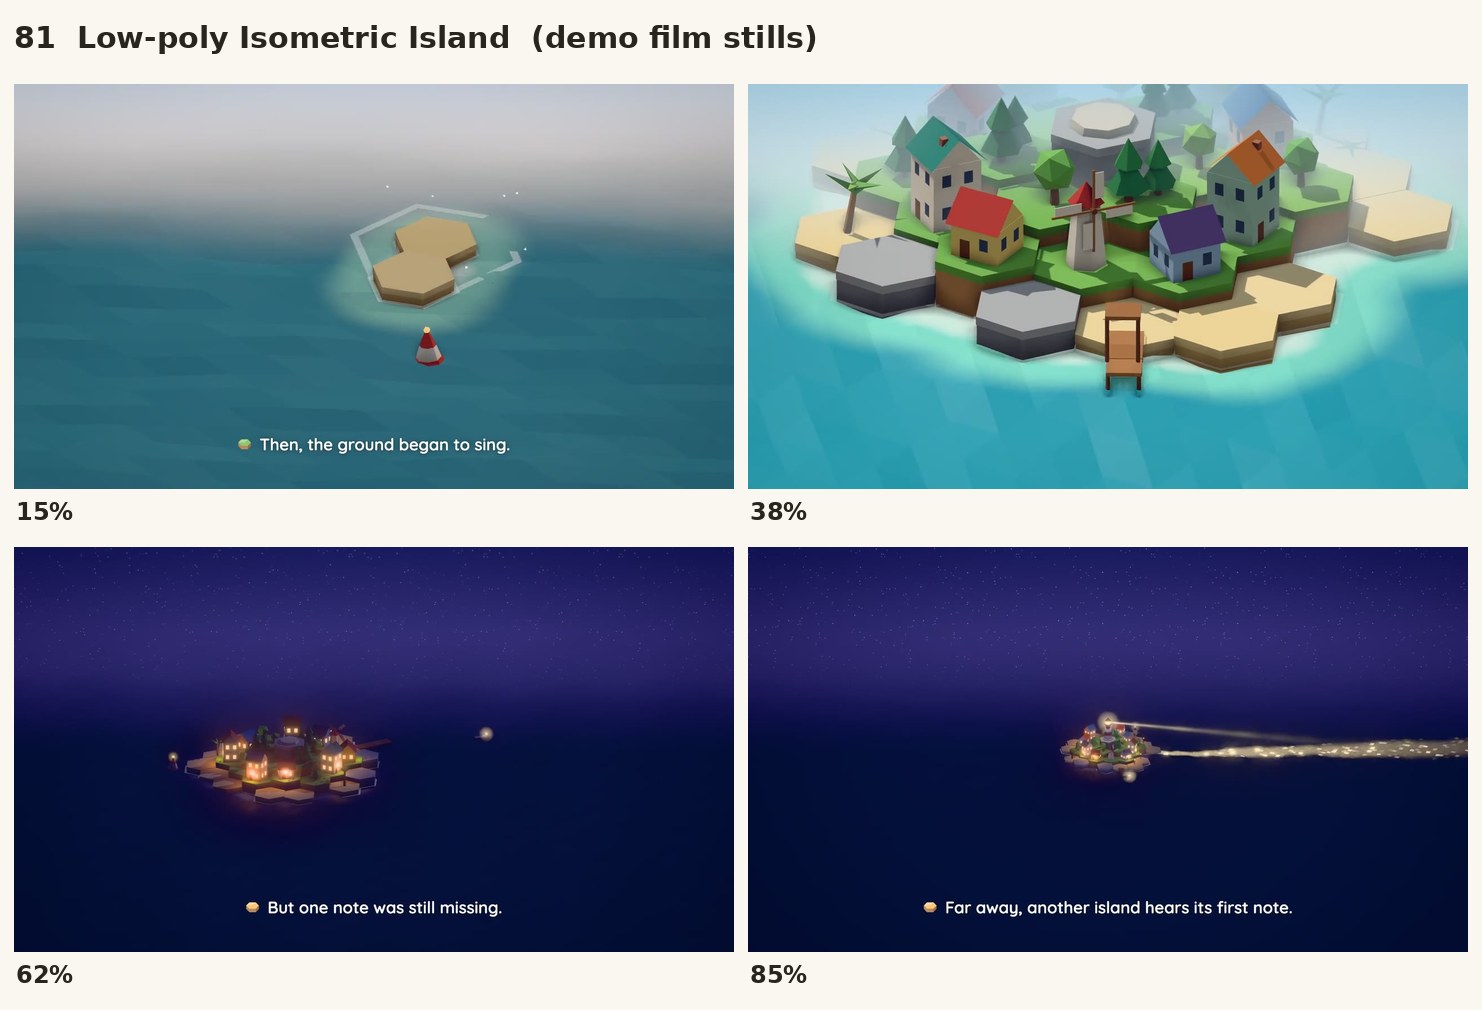 81 Low-poly Isometric Island (demo film stills)
Then, the ground began to sing.
15%
38%
But one note was still missing.
62%
Far away, another island hears its first note.
85%